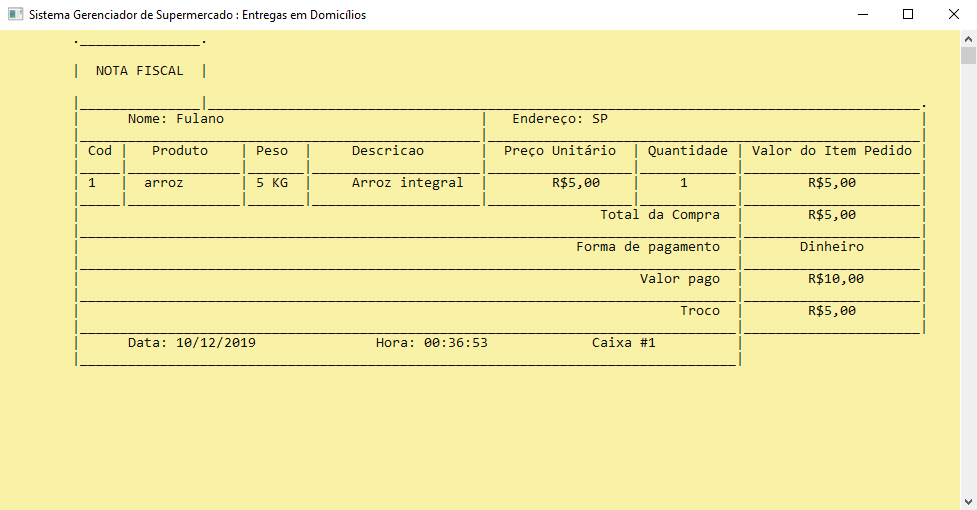 Sistema Gerenciador de Supermercado : Entregas em Domicílios
NOTA FISCAL
Nome: Fulano Endereço: SP
Cod Produto Peso Descricao Preço Unitário Quantidade Valor do Item Pedido
1 arroz 5 KG Arroz integral R$5,00 1 R$5,00
Total da Compra R$5,00
Forma de pagamento Dinheiro
Valor pago R$10,00
Troco R$5,00
Data: 10/12/2019 Hora: 00:36:53 Caixa #1